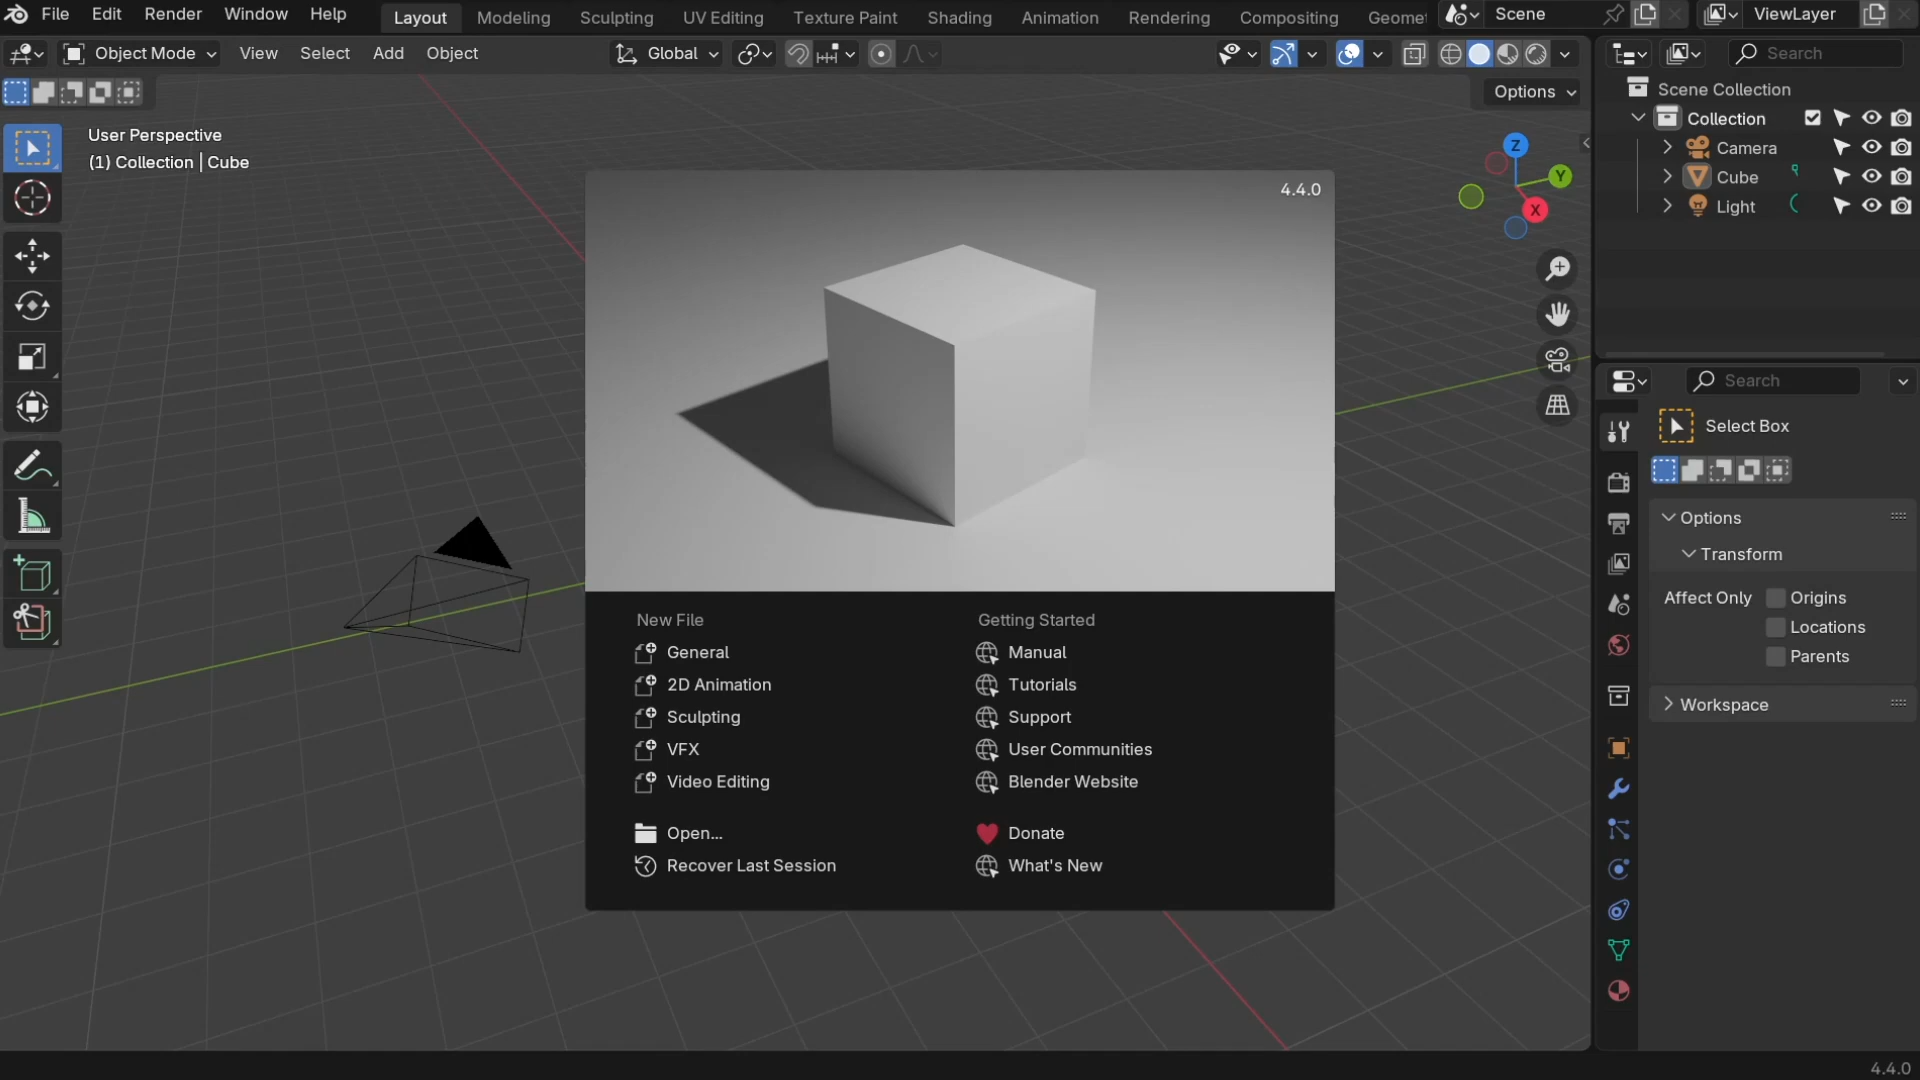 File Edit Render Window Help Layout Modeling Sculpting UV Editing Texture Paint Shading Animation Rendering Compositing Geomet Scene ViewLayer
Object Mode View Select Add Object Global Search
Options
Scene Collection
Collection
Camera
Cube
Light
User Perspective
(1) Collection | Cube
Z
Y
X
4.4.0
New File
General
2D Animation
Sculpting
VFX
Video Editing
Open...
Recover Last Session
Getting Started
Manual
Tutorials
Support
User Communities
Blender Website
Donate
What's New
Search
Select Box
Options
Transform
Affect Only Origins
Locations
Parents
Workspace
4.4.0